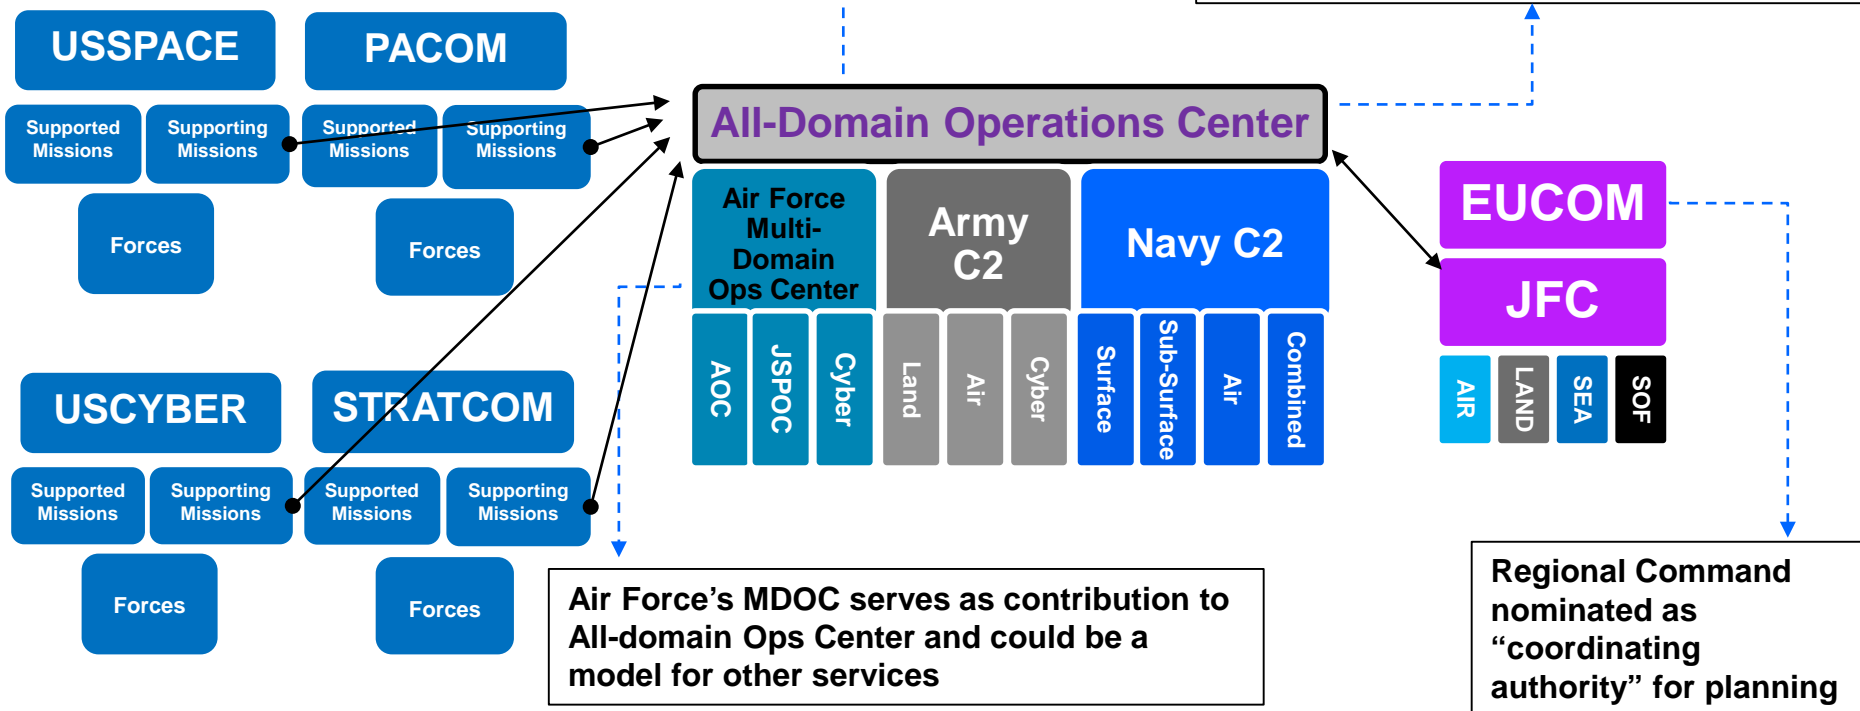 USSPACE
PACOM
Supported
Missions
Supporting
Missions
Supported
Missions
Supporting
Missions
Forces
Forces
USCYBER
STRATCOM
Supported
Missions
Supporting
Missions
Supported
Missions
Supporting
Missions
Forces
Forces
All-Domain Operations Center
Air Force
Multi-
Domain
Ops Center
Army
C2
Navy C2
AOC
JSPOC
Cyber
Land
Air
Cyber
Surface
Sub-Surface
Air
Combined
EUCOM
JFC
AIR
LAND
SEA
SOF
Air Force’s MDOC serves as contribution to
All-domain Ops Center and could be a
model for other services
Regional Command
nominated as
“coordinating
authority” for planning